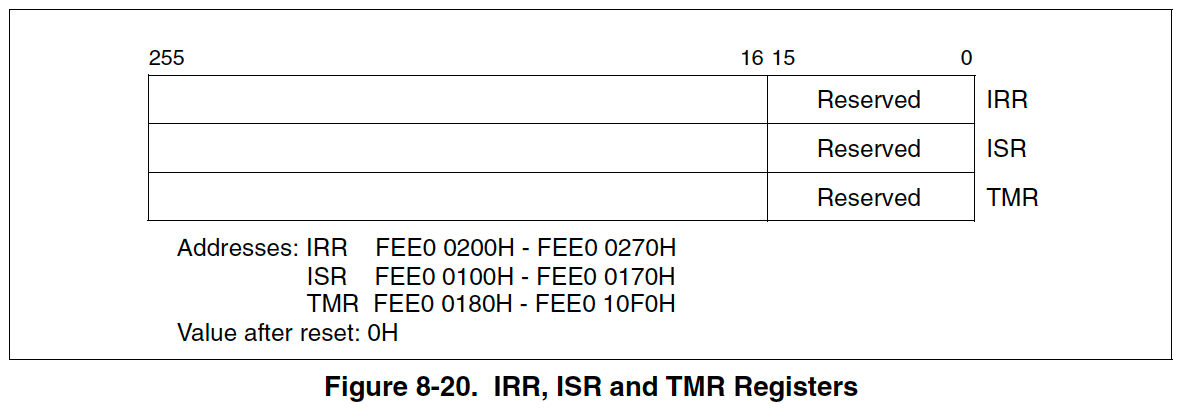 255 16 15 0
Reserved IRR
Reserved ISR
Reserved TMR
Addresses: IRR FEE0 0200H - FEE0 0270H
ISR FEE0 0100H - FEE0 0170H
TMR FEE0 0180H - FEE0 10F0H
Value after reset: 0H
Figure 8-20. IRR, ISR and TMR Registers